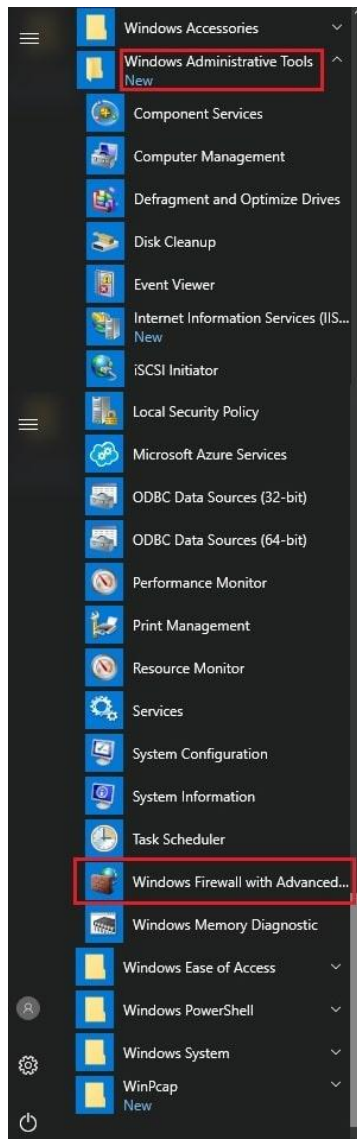 Windows Accessories
Windows Administrative Tools
New
Component Services
Computer Management
Defragment and Optimize Drives
Disk Cleanup
Event Viewer
Internet Information Services (IIS...
New
iSCSI Initiator
Local Security Policy
Microsoft Azure Services
ODBC Data Sources (32-bit)
ODBC Data Sources (64-bit)
Performance Monitor
Print Management
Resource Monitor
Services
System Configuration
System Information
Task Scheduler
Windows Firewall with Advanced...
Windows Memory Diagnostic
Windows Ease of Access
Windows PowerShell
Windows System
WinPcap
New